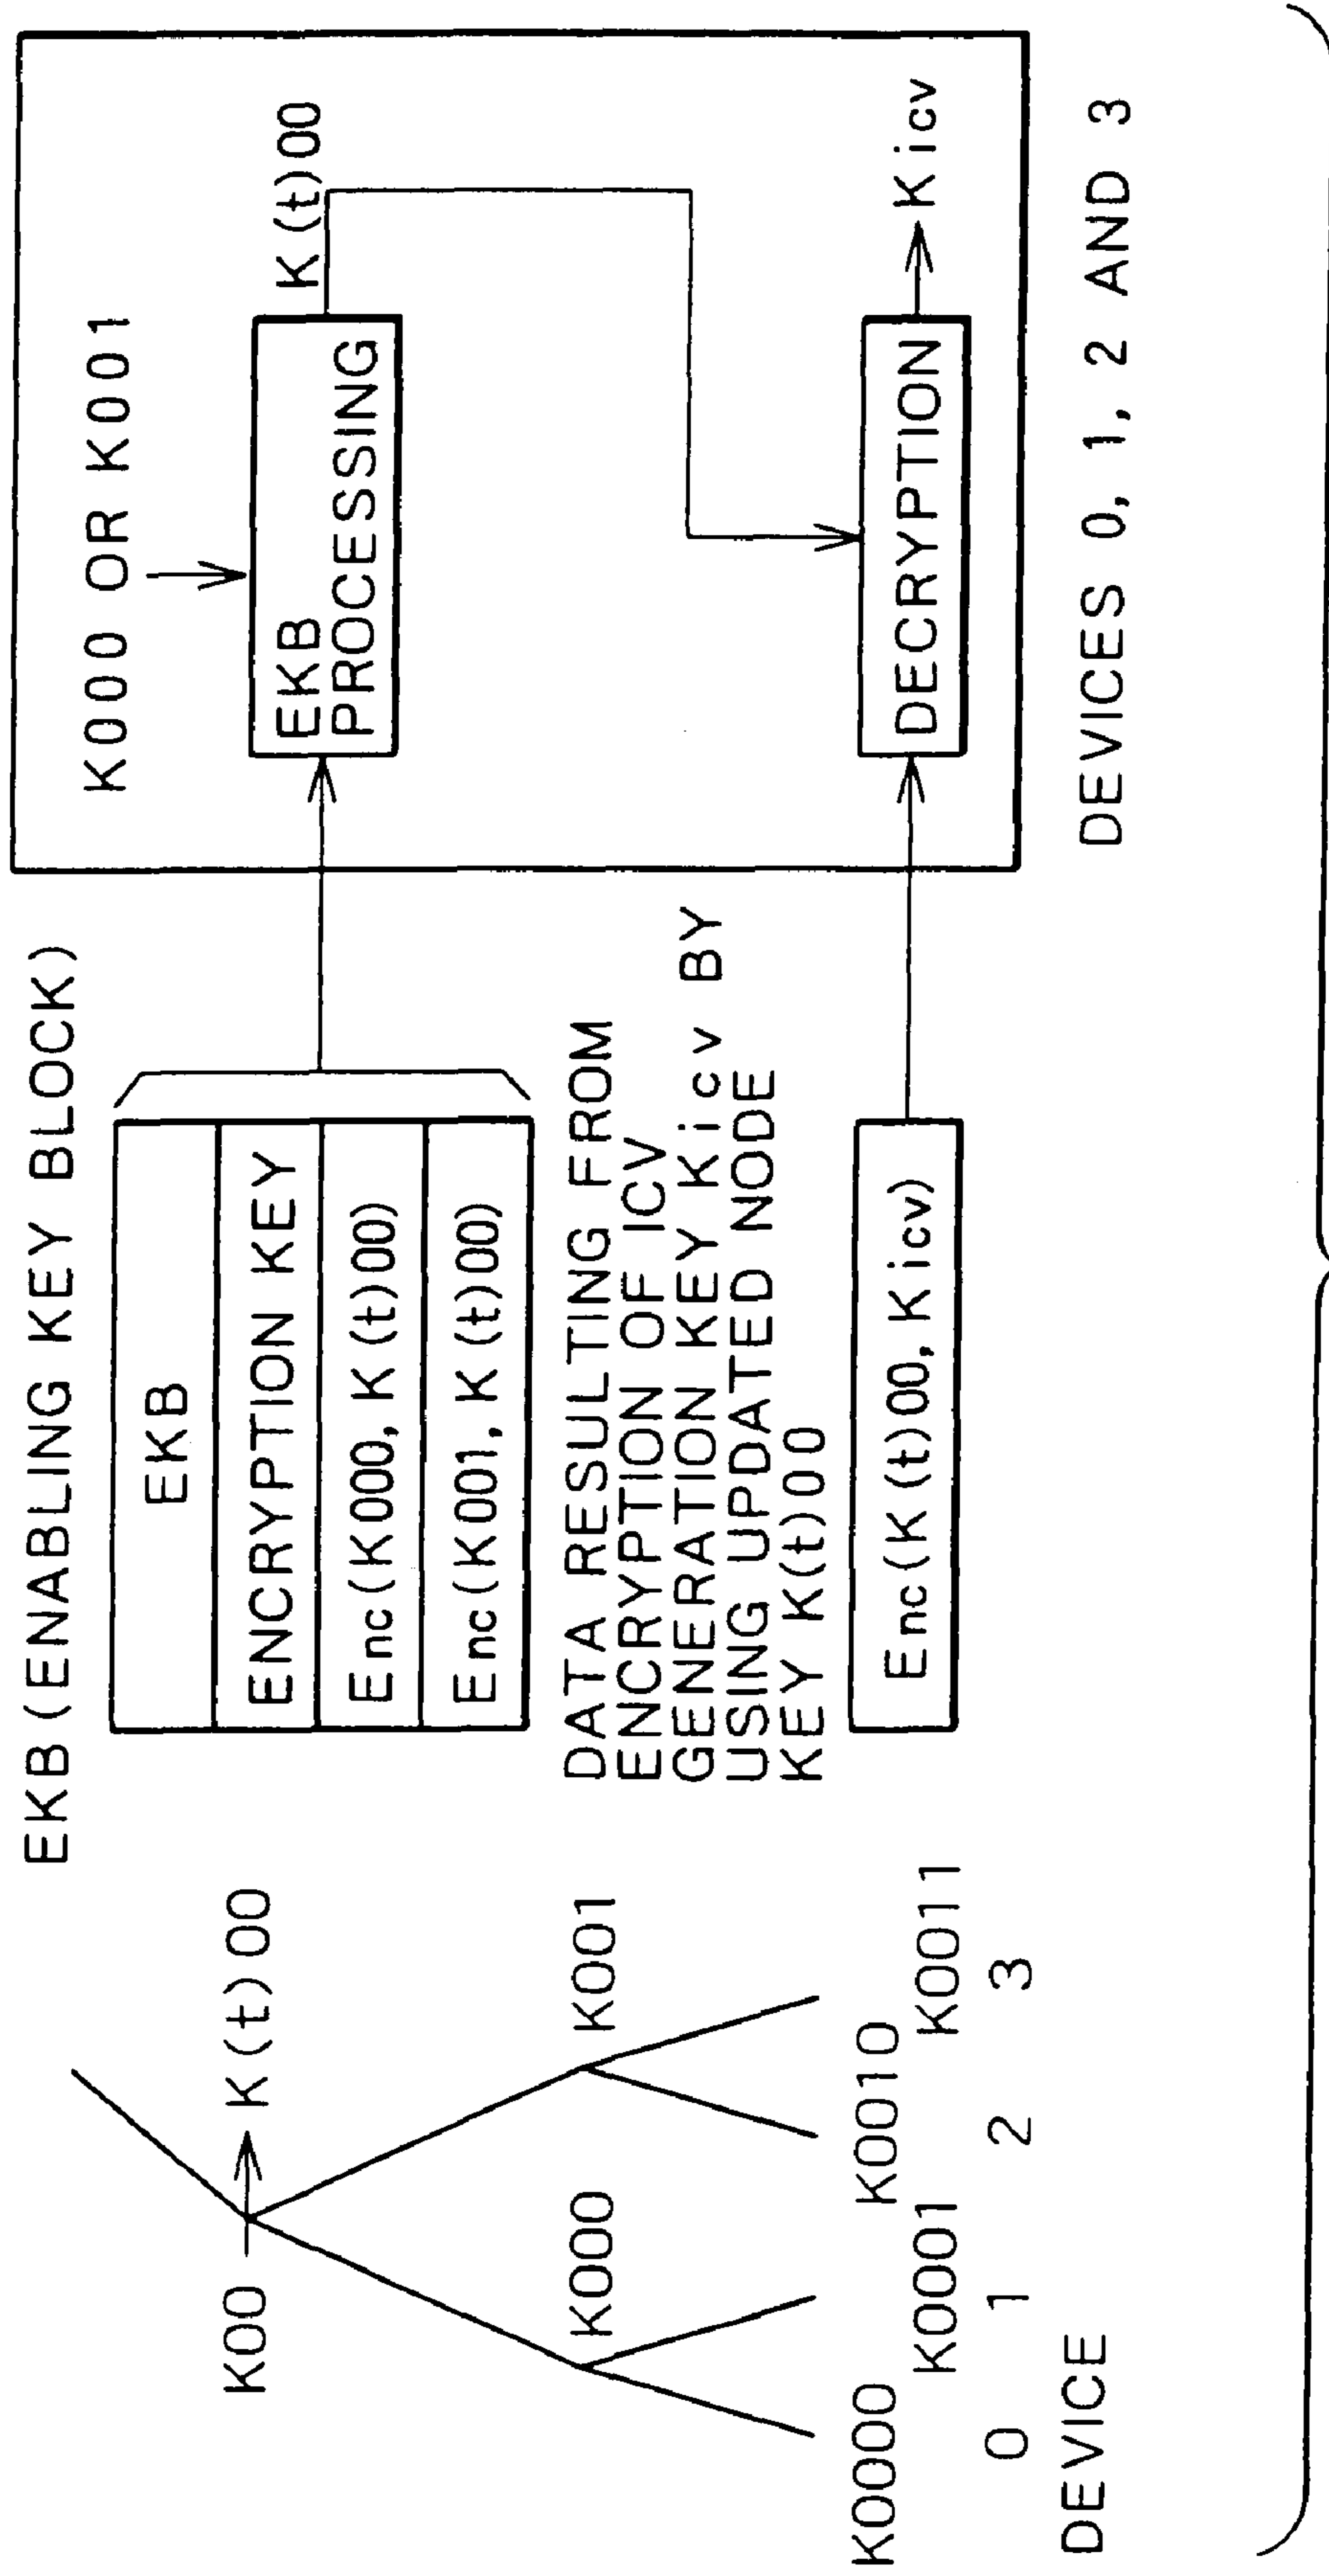 EKB (ENABLING KEY BLOCK)
K00 → K(t)00
K000
K001
K0000
K0001
K0010
K0011
0 1 2 3
DEVICE
EKB
ENCRYPTION KEY
Enc(K000, K(t)00)
Enc(K001, K(t)00)
DATA RESULTING FROM
ENCRYPTION OF ICV
GENERATION KEY Kicv BY
USING UPDATED NODE
KEY K(t)00
Enc(K(t)00, Kicv)
K000 OR K001
EKB
PROCESSING
K(t)00
DECRYPTION
Kicv
DEVICES 0, 1, 2 AND 3